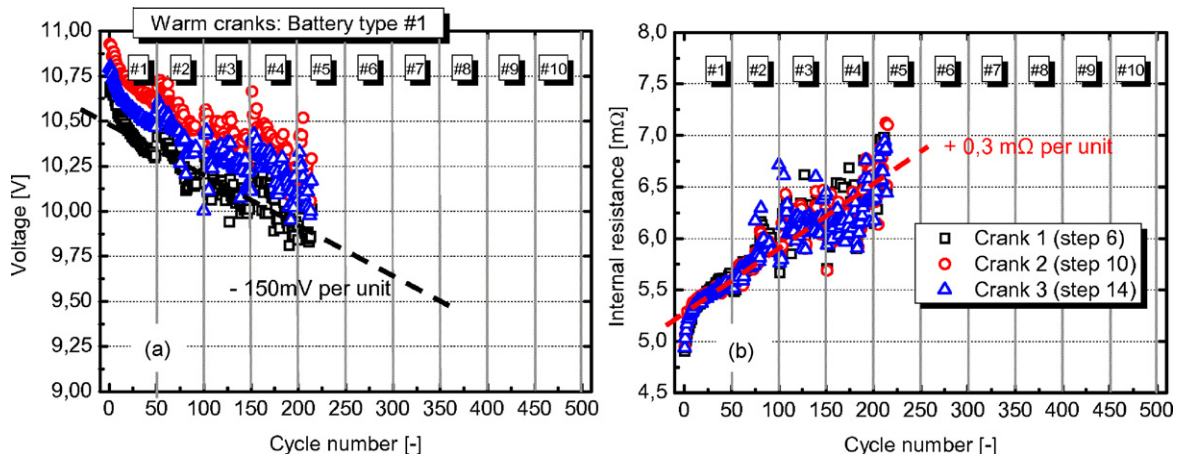 Warm cranks: Battery type #1
11,00
10,75
10,50
10,25
10,00
9,75
9,50
9,25
9,00
Voltage [V]
#1 #2 #3 #4 #5 #6 #7 #8 #9 #10
- 150mV per unit
(a)
0 50 100 150 200 250 300 350 400 450 500
Cycle number [-]
8,0
7,5
7,0
6,5
6,0
5,5
5,0
4,5
Internal resistance [mΩ]
#1 #2 #3 #4 #5 #6 #7 #8 #9 #10
+ 0,3 mΩ per unit
Crank 1 (step 6)
Crank 2 (step 10)
Crank 3 (step 14)
(b)
0 50 100 150 200 250 300 350 400 450 500
Cycle number [-]